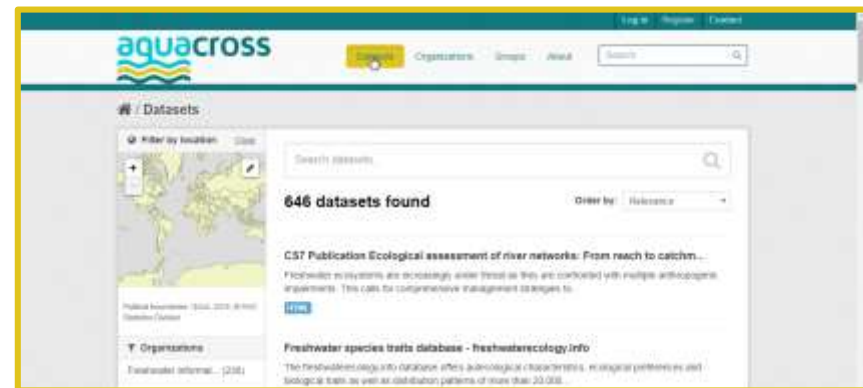 Log in Register Contact
aquacross
Datasets Organizations Groups About Search
/ Datasets
Filter by location Clear
Search datasets...
+
646 datasets found
Order by: Relevance
CS7 Publication Ecological assessment of river networks: From reach to catchm...
Freshwater ecosystems are increasingly under threat as they are confronted with multiple anthropogenic
impairments. This calls for comprehensive management strategies to
HTML
Organizations
Freshwater species traits database - freshwaterecology.info
Freshwater Informat... (238)
The freshwaterecology.info database offers autecological characteristics, ecological preferences and
biological traits as well as distribution patterns of more than 20.000...